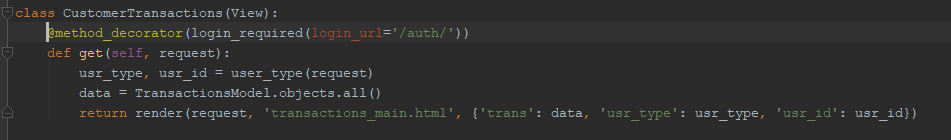 class CustomerTransactions(View):
    @method_decorator(login_required(login_url='/auth/'))
    def get(self, request):
        usr_type, usr_id = user_type(request)
        data = TransactionsModel.objects.all()
        return render(request, 'transactions_main.html', {'trans': data, 'usr_type': usr_type, 'usr_id': usr_id})